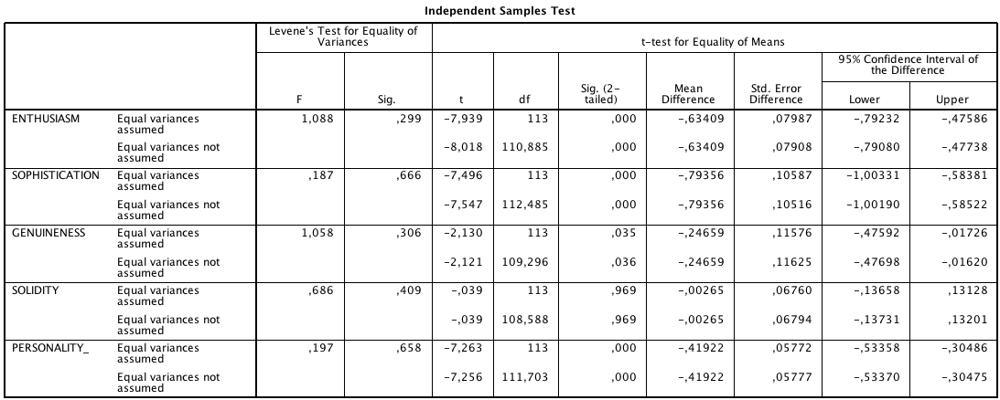 Independent Samples Test
Levene's Test for Equality of Variances t-test for Equality of Means
95% Confidence Interval of the Difference
F Sig. t df Sig. (2-tailed) Mean Difference Std. Error Difference Lower Upper
ENTHUSIASM Equal variances assumed 1,088 ,299 -7,939 113 ,000 -,63409 ,07987 -,79232 -,47586
Equal variances not assumed -8,018 110,885 ,000 -,63409 ,07908 -,79080 -,47738
SOPHISTICATION Equal variances assumed ,187 ,666 -7,496 113 ,000 -,79356 ,10587 -1,00331 -,58381
Equal variances not assumed -7,547 112,485 ,000 -,79356 ,10516 -1,00190 -,58522
GENUINENESS Equal variances assumed 1,058 ,306 -2,130 113 ,035 -,24659 ,11576 -,47592 -,01726
Equal variances not assumed -2,121 109,296 ,036 -,24659 ,11625 -,47698 -,01620
SOLIDITY Equal variances assumed ,686 ,409 -,039 113 ,969 -,00265 ,06760 -,13658 ,13128
Equal variances not assumed -,039 108,588 ,969 -,00265 ,06794 -,13731 ,13201
PERSONALITY_ Equal variances assumed ,197 ,658 -7,263 113 ,000 -,41922 ,05772 -,53358 -,30486
Equal variances not assumed -7,256 111,703 ,000 -,41922 ,05777 -,53370 -,30475